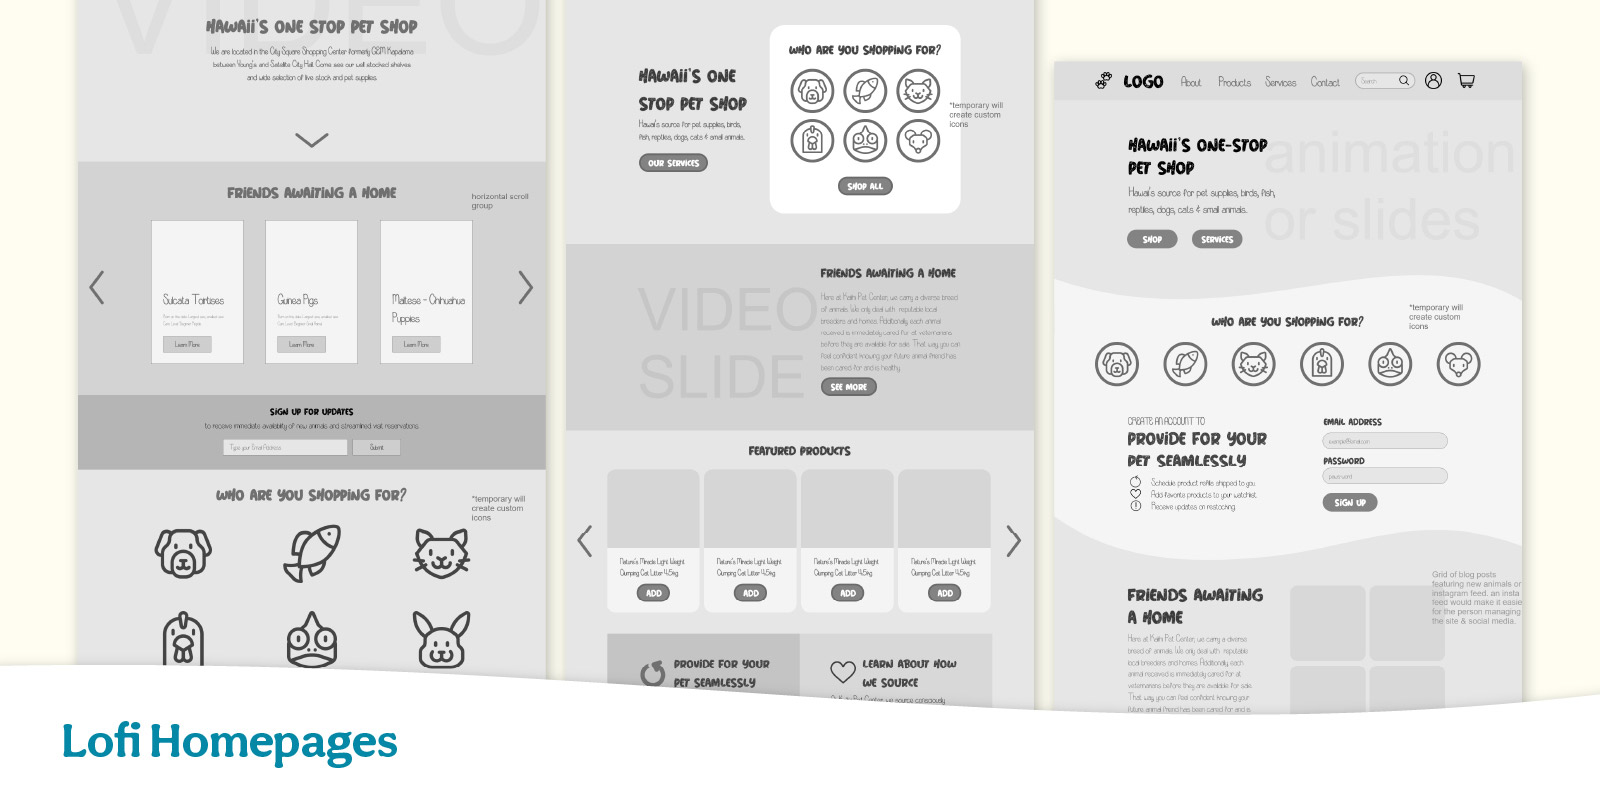 VIDEO
HAWAii'S ONE STOP PET SHOP
We are located in the City Square Shopping Center formerly GEM Kapalama
between Young's and Satellite City Hall. Come see our well stocked shelves
and wide selection of live stock and pet supplies.
FRiENDS AWAiTiNG A HOME
horizontal scroll
group
Sulcata Tortises
Learn More
Guinea Pigs
Learn More
Maltese - Chihuahua
Puppies
Learn More
SiGN UP FOR UPDATES
to receive immediate availability of new animals and streamlined visit reservations.
Type your Email Address
Submit
WHO ARE YOU SHOPPiNG FOR?
*temporary will
create custom
icons
HAWAii'S ONE
STOP PET SHOP
Hawai's source for pet supplies, birds,
fish, reptiles, dogs, cats & small animals.
OUR SERViCES
WHO ARE YOU SHOPPiNG FOR?
SHOP ALL
*temporary will
create custom
icons
VIDEO
SLIDE
FRiENDS AWAiTiNG A HOME
Here at Kalihi Pet Center, we carry a diverse breed
of animals. We only deal with reputable local
breeders and homes. Additionally, each animal
received is immediately cared for at veternarians
before they are available for sale. That way, you can
feel confident knowing your future animal friend has
been cared for and is healthy.
SEE MORE
FEATURED PRODUCTS
Nature's Miracle Light Weight
Clumping Cat Litter 4.5kg
ADD
Nature's Miracle Light Weight
Clumping Cat Litter 4.5kg
ADD
Nature's Miracle Light Weight
Clumping Cat Litter 4.5kg
ADD
Nature's Miracle Light Weight
Clumping Cat Litter 4.5kg
ADD
PROViDE FOR YOUR
PET SEAMLESSLY
LEARN ABOUT HOW
WE SOURCE
Pet Center, we source consciously
LOGO
About
Products
Services
Contact
Search
HAWAii'S ONE-STOP
PET SHOP
Hawai's source for pet supplies, birds, fish,
reptiles, dogs, cats & small animals.
SHOP
SERViCES
animation
or slides
WHO ARE YOU SHOPPiNG FOR?
*temporary will
create custom
icons
CREATE AN ACCOUNT TO
PROViDE FOR YOUR
PET SEAMLESSLY
Schedule product refills shipped to you.
Add favorite products to your watchlist.
Receive updates on restocking.
EMAiL ADDRESS
example@email.com
PASSWORD
password
SiGN UP
FRiENDS AWAiTiNG
A HOME
Here at Kalihi Pet Center, we carry a diverse
breed of animals. We only deal with reputable
local breeders and homes. Additionally, each
animal received is immediately cared for at
veternarians before they are available for sale.
That way, you can feel confident knowing your
future animal friend has been cared for and is
Grid of blog posts
featuring new animals or
instagram feed. an insta
feed would make it easie
for the person managing
the site & social media.
Lofi Homepages